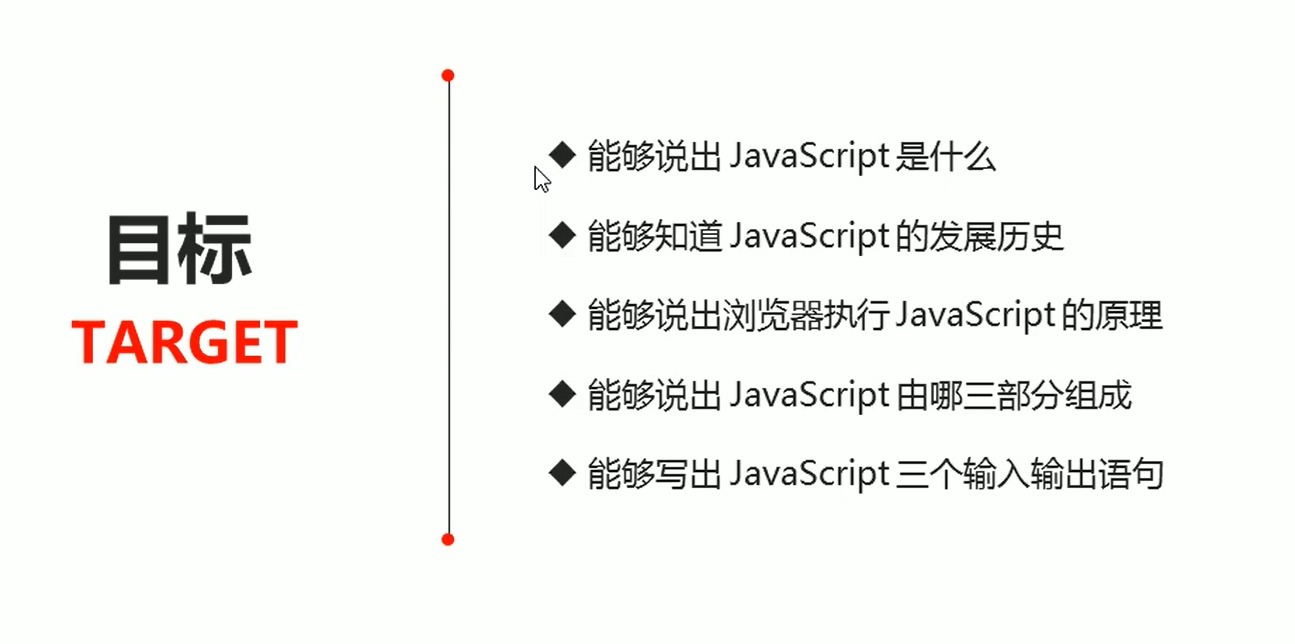 目标
TARGET
◆ 能够说出 JavaScript 是什么
◆ 能够知道 JavaScript 的发展历史
◆ 能够说出浏览器执行 JavaScript 的原理
◆ 能够说出 JavaScript 由哪三部分组成
◆ 能够写出 JavaScript 三个输入输出语句